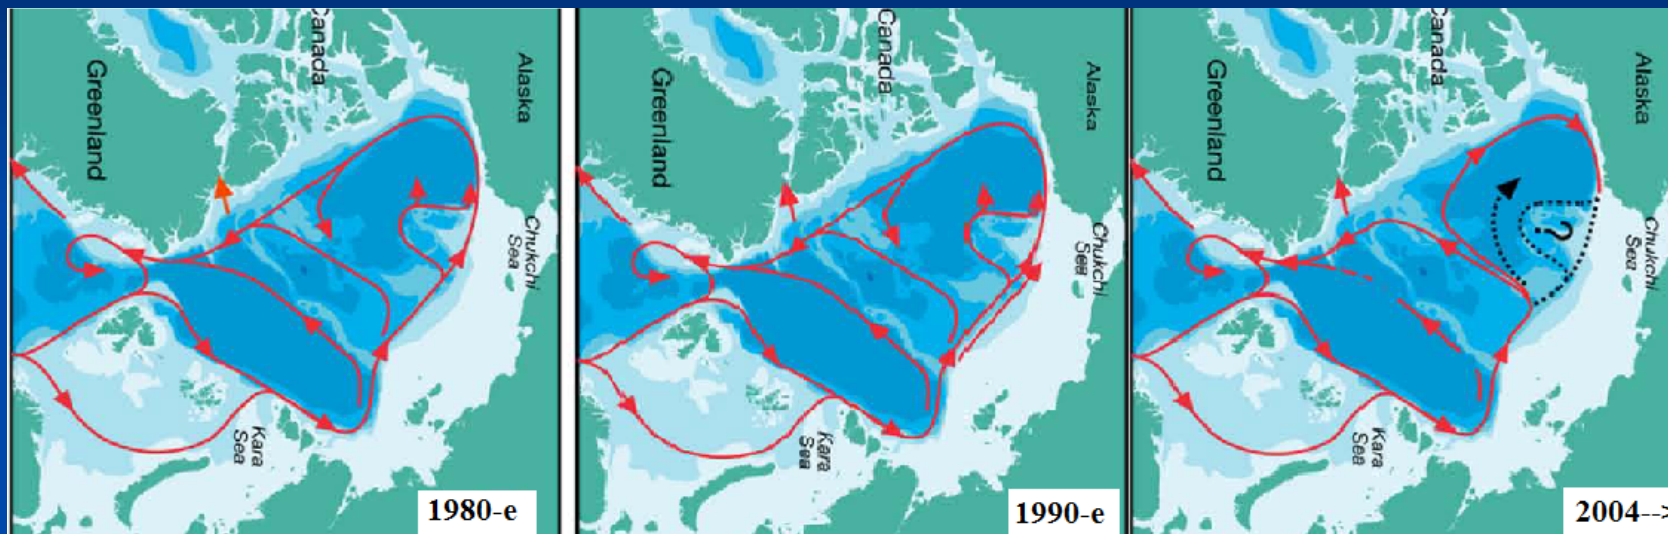 Canada
Alaska
Greenland
Chukchi
Sea
Kara
Sea
1980-e
Canada
Alaska
Greenland
Chukchi
Sea
Kara
Sea
1990-e
Canada
Alaska
Greenland
?
Chukchi
Sea
Kara
Sea
2004-->